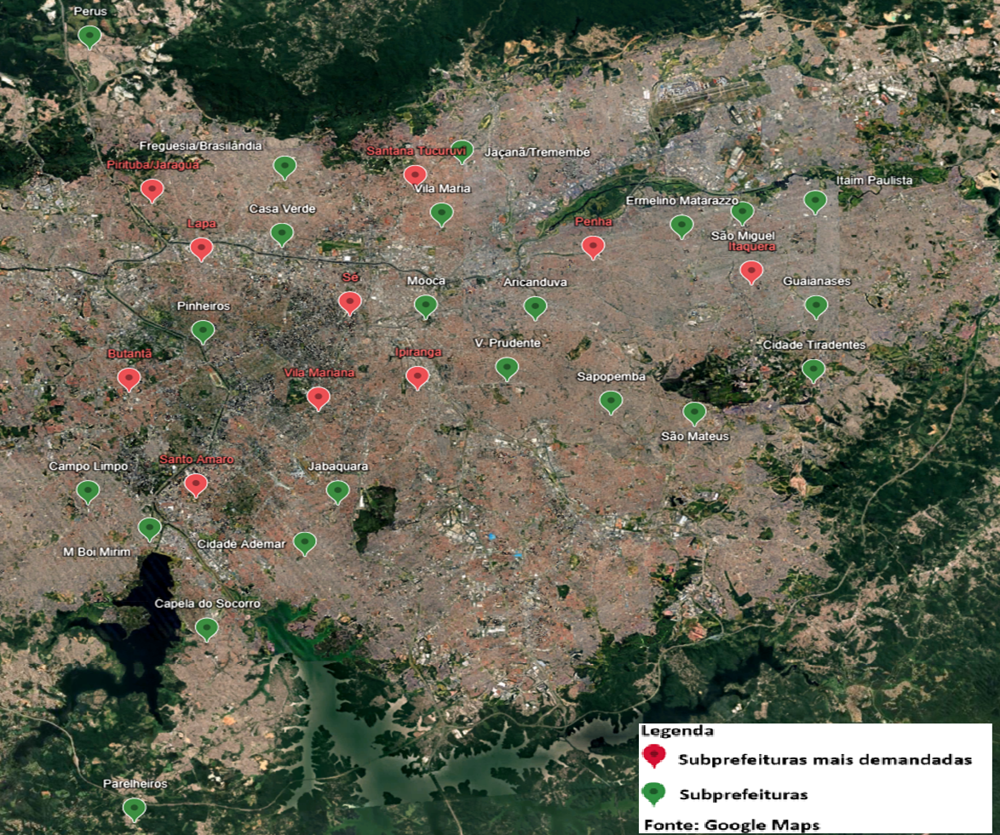 Perus
Freguesia/Brasilândia
Santana Tucuruvi
Jaçanã/Tremembé
Pirituba/Jaraguá
Itaim Paulista
Vila Maria
Ermelino Matarazzo
Casa Verde
Lapa
Penha
São Miguel
Itaquera
Sé
Mooca
Aricanduva
Guaianases
Pinheiros
V. Prudente
Cidade Tiradentes
Butantã
Ipiranga
Vila Mariana
Sapopemba
São Mateus
Santo Amaro
Campo Limpo
Jabaquara
Cidade Ademar
M Boi Mirim
Capela do Socorro
Parelheiros
Legenda
Subprefeituras mais demandadas
Subprefeituras
Fonte: Google Maps